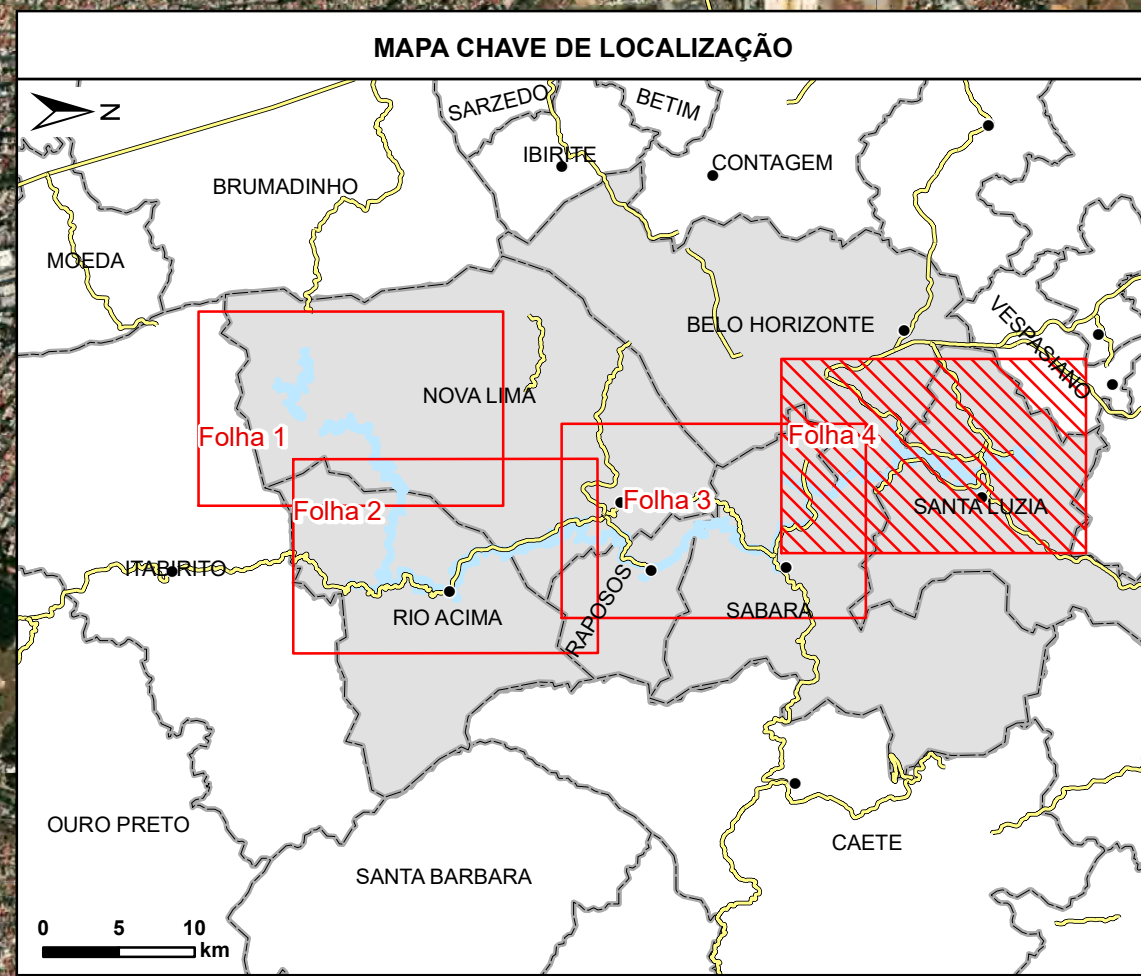 MAPA CHAVE DE LOCALIZAÇÃO
N
SARZEDO
BETIM
IBIRITE
CONTAGEM
BRUMADINHO
MOEDA
VESPASIANO
BELO HORIZONTE
NOVA LIMA
Folha 1
Folha 4
Folha 2
Folha 3
SANTA LUZIA
ITABIRITO
RIO ACIMA
RAPOSOS
SABARA
OURO PRETO
CAETE
SANTA BARBARA
0 5 10
km